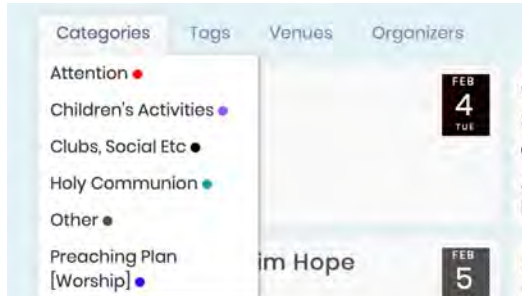 Categories Tags Venues Organizers
Attention
Children's Activities
Clubs, Social Etc
Holy Communion
Other
Preaching Plan
[Worship]
FEB
4
TUE
Hope
FEB
5